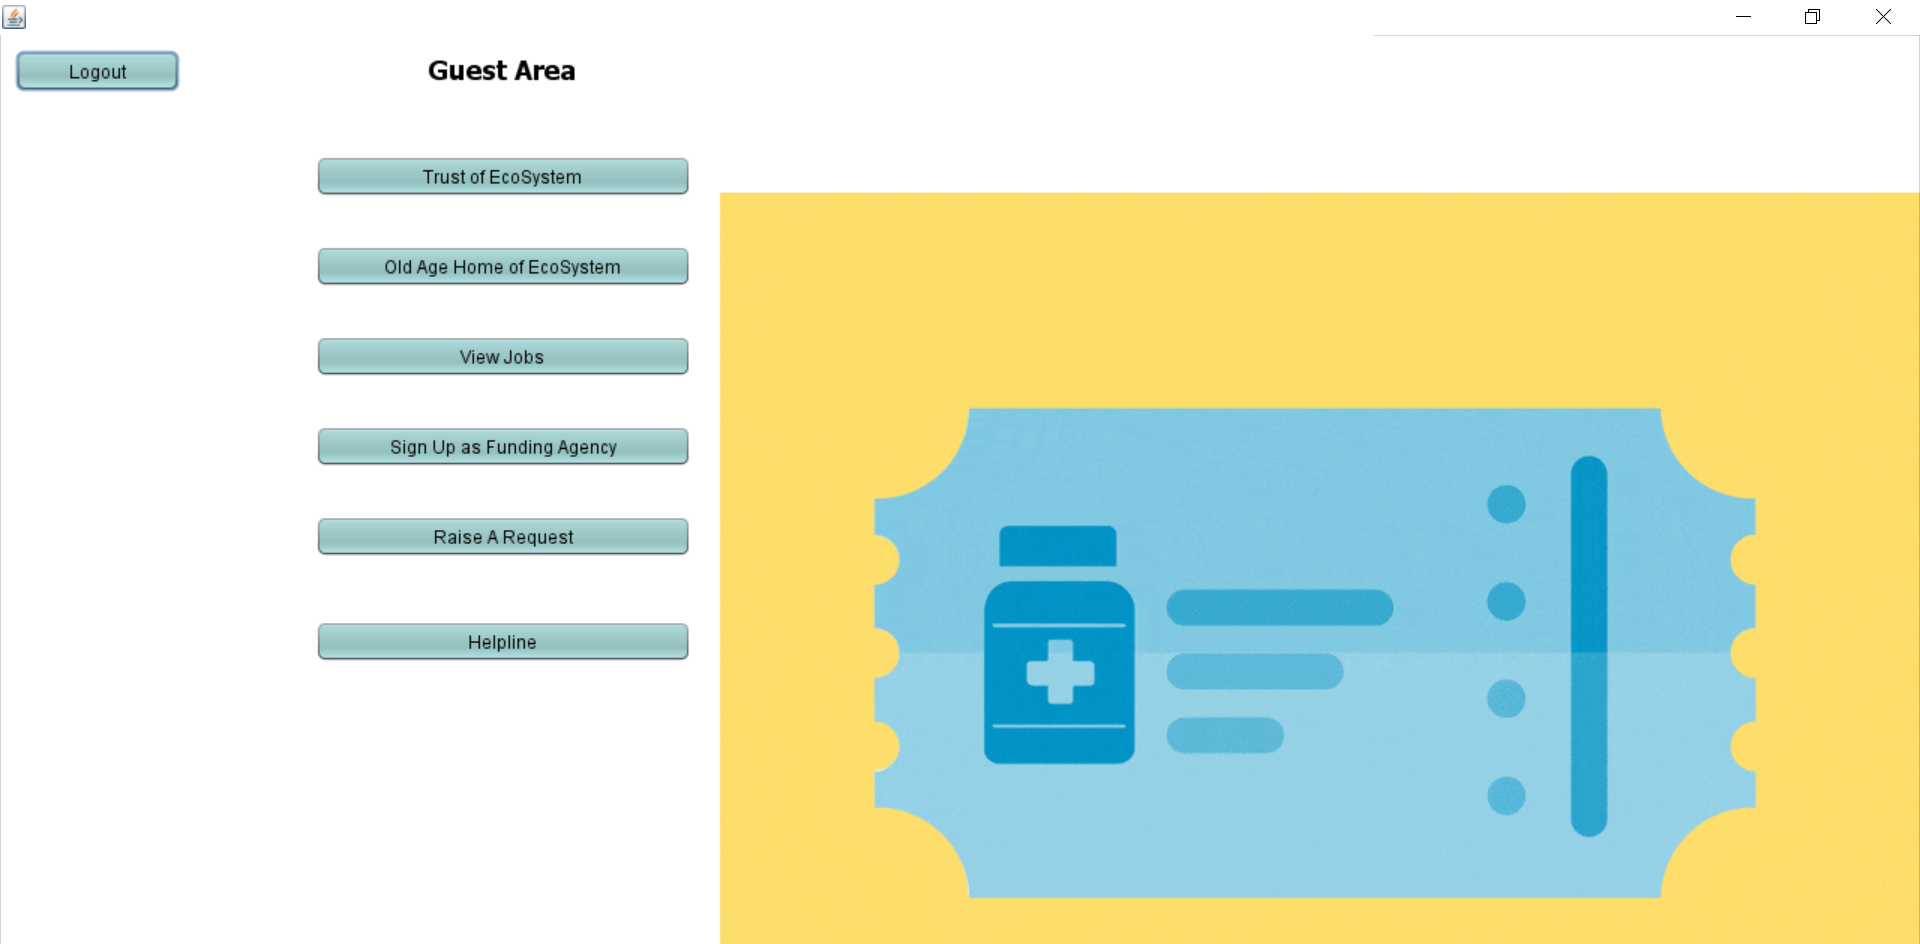 Logout
Guest Area
Trust of EcoSystem
Old Age Home of EcoSystem
View Jobs
Sign Up as Funding Agency
Raise A Request
Helpline